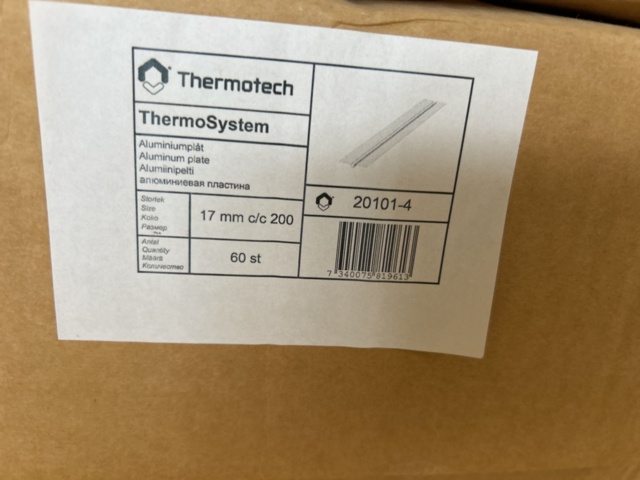 Thermotech
ThermoSystem
Aluminiumplåt
Aluminum plate
Alumiinipelti
алюминиевая пластина
Storlek
Size
Koko
Размер
17 mm c/c 200
Antal
Quantity
Määrä
Количество
60 st
20101-4
7 340075 819613